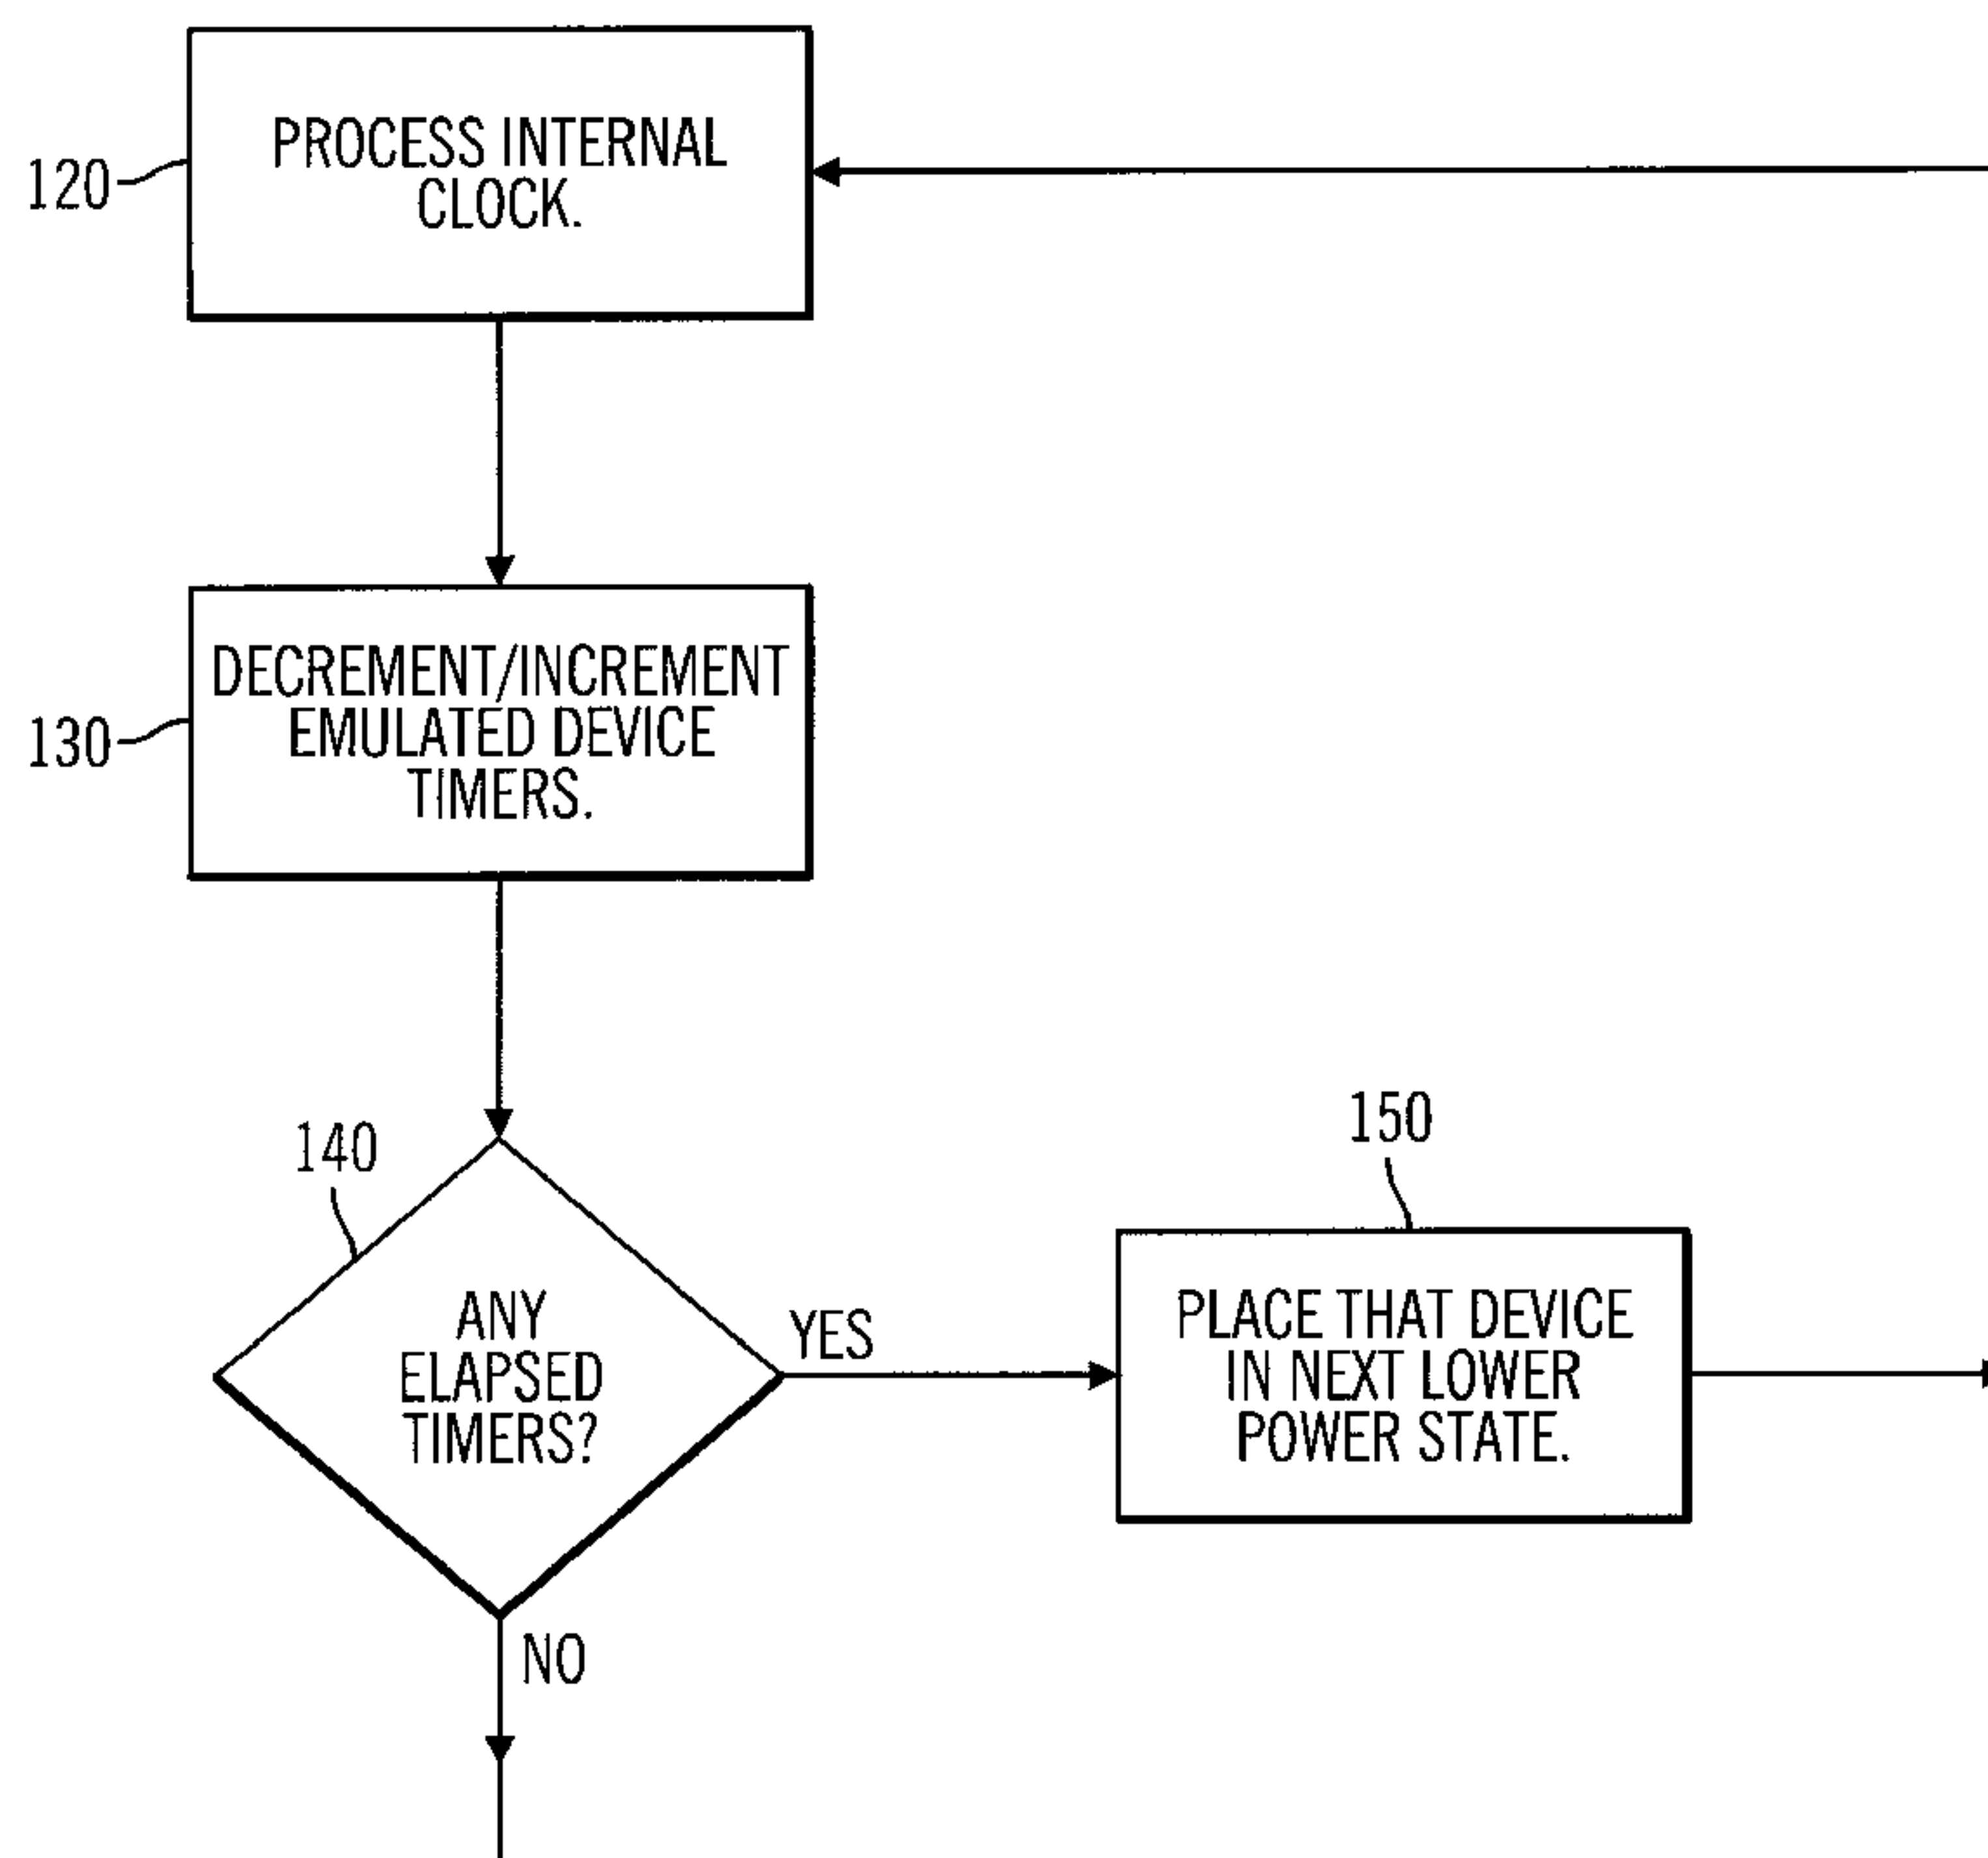 120
PROCESS INTERNAL
CLOCK.
130
DECREMENT/INCREMENT
EMULATED DEVICE
TIMERS.
140
ANY
ELAPSED
TIMERS?
YES
NO
150
PLACE THAT DEVICE
IN NEXT LOWER
POWER STATE.